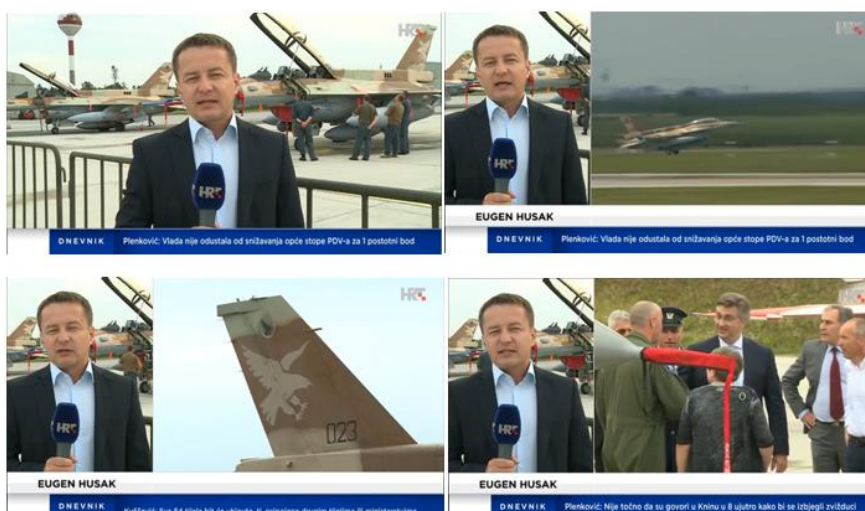 HRT
HRT
DNEVNIK Plenković: Vlada nije odustala od snižavanja opće stope PDV-a za 1 postotni bod
HRT
HRT
EUGEN HUSAK
DNEVNIK Plenković: Vlada nije odustala od snižavanja opće stope PDV-a za 1 postotni bod
HRT
HRT
023
EUGEN HUSAK
DNEVNIK
HRT
EUGEN HUSAK
DNEVNIK Plenković: Nije točno da su govori u Kninu u 8 ujutro kako bi se izbjegli zvižduci